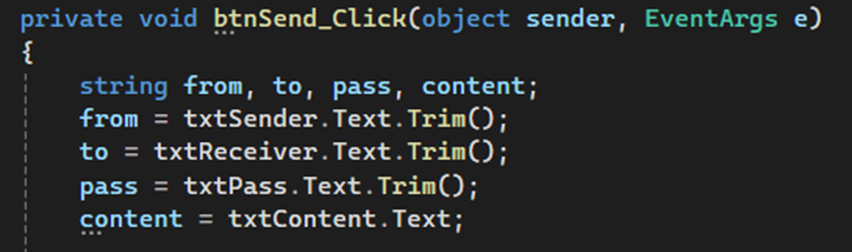 private void btnSend_Click(object sender, EventArgs e)
{
string from, to, pass, content;
from = txtSender.Text.Trim();
to = txtReceiver.Text.Trim();
pass = txtPass.Text.Trim();
content = txtContent.Text;